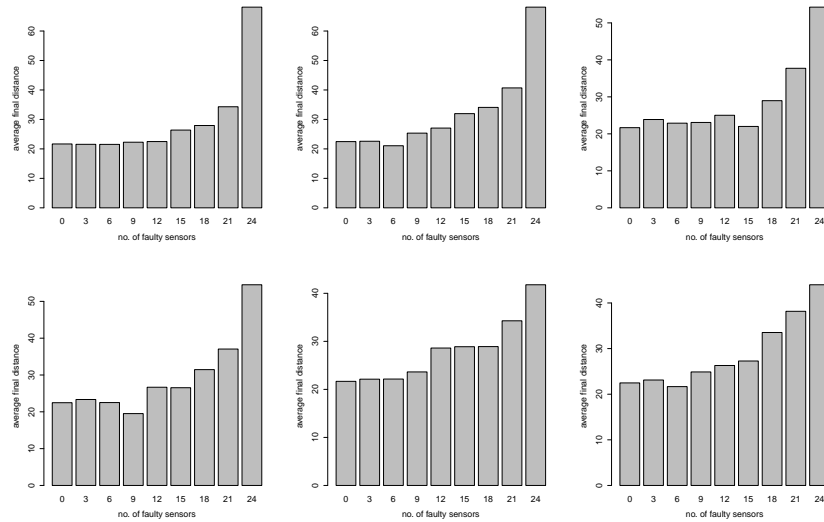 average final distance
0 10 20 30 40 50 60
0 3 6 9 12 15 18 21 24
no. of faulty sensors
average final distance
0 10 20 30 40 50 60
0 3 6 9 12 15 18 21 24
no. of faulty sensors
average final distance
0 10 20 30 40 50
0 3 6 9 12 15 18 21 24
no. of faulty sensors
average final distance
0 10 20 30 40 50
0 3 6 9 12 15 18 21 24
no. of faulty sensors
average final distance
0 10 20 30 40
0 3 6 9 12 15 18 21 24
no. of faulty sensors
average final distance
0 10 20 30 40
0 3 6 9 12 15 18 21 24
no. of faulty sensors